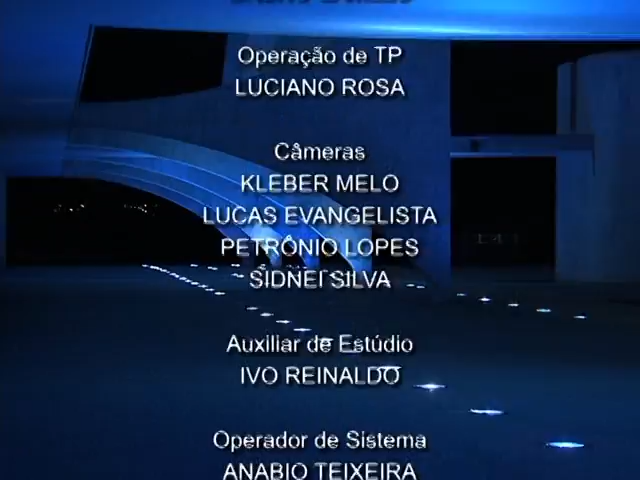 Operação de TP
LUCIANO ROSA
Câmeras
KLEBER MELO
LUCAS EVANGELISTA
PETRÔNIO LOPES
SIDNEI SILVA
Auxiliar de Estúdio
IVO REINALDO
Operador de Sistema
ANABIO TEIXEIRA